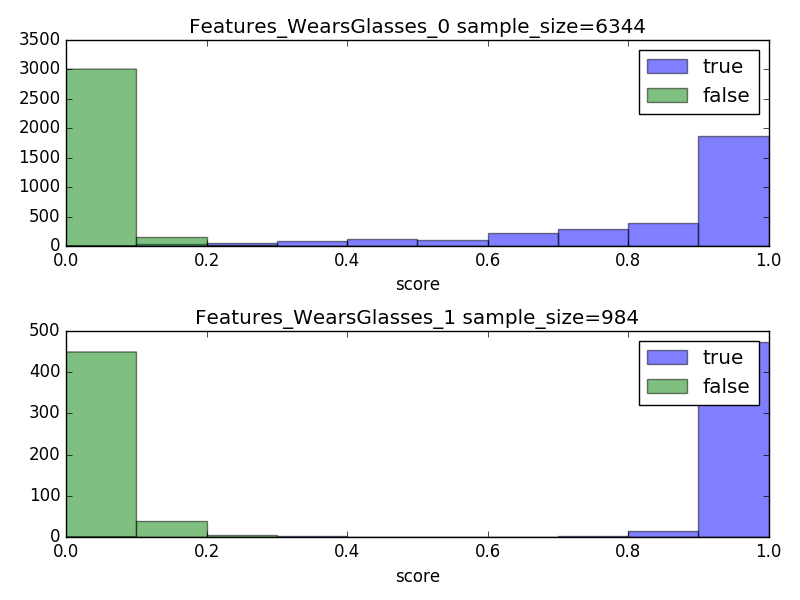 Features_WearsGlasses_0 sample_size=6344
3500
3000
2500
2000
1500
1000
500
0
true
false
0.0 0.2 0.4 0.6 0.8 1.0
score
Features_WearsGlasses_1 sample_size=984
500
400
300
200
100
0
true
false
0.0 0.2 0.4 0.6 0.8 1.0
score